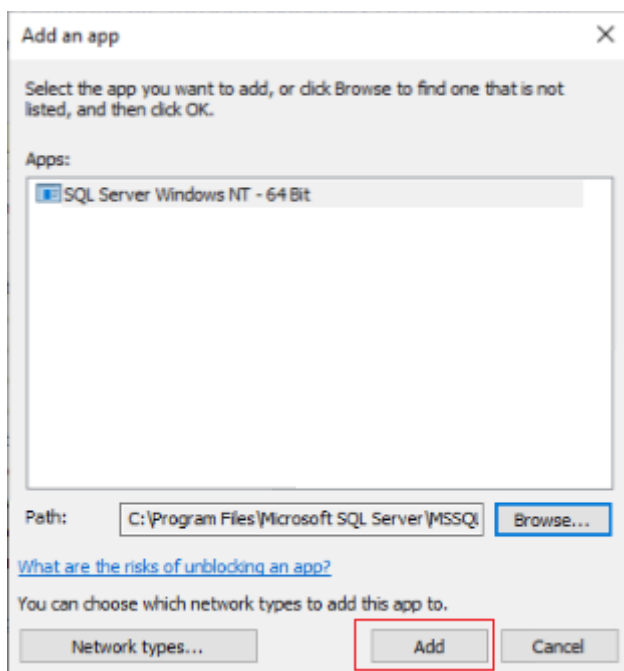 Add an app
Select the app you want to add, or click Browse to find one that is not
listed, and then click OK.
Apps:
SQL Server Windows NT - 64 Bit
Path: C:\Program Files\Microsoft SQL Server\MSSQL Browse...
What are the risks of unblocking an app?
You can choose which network types to add this app to.
Network types... Add Cancel